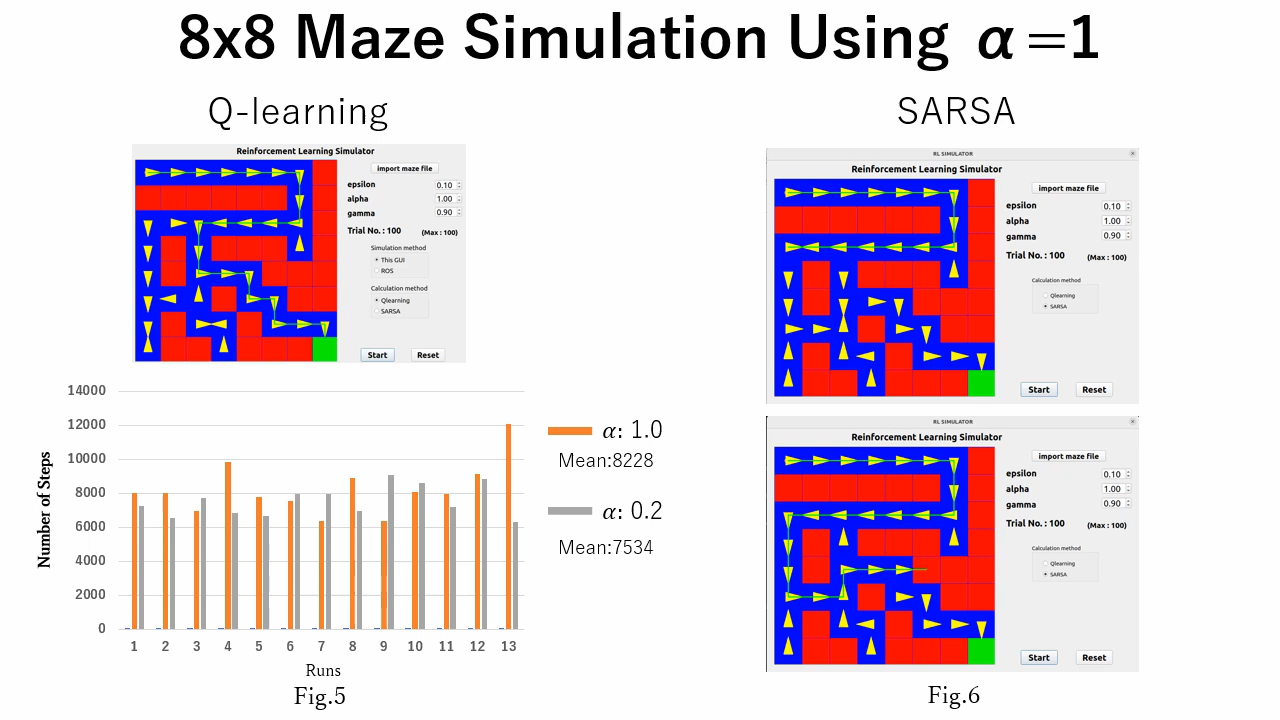 8x8 Maze Simulation Using α=1
Q-learning
SARSA
Reinforcement Learning Simulator
import maze file
epsilon 0.10
alpha 1.00
gamma 0.90
Trial No. : 100 (Max : 100)
Simulation method
This GUI
ROS
Calculation method
Qlearning
SARSA
Start Reset
14000
12000
10000
8000
6000
4000
2000
0
Number of Steps
1 2 3 4 5 6 7 8 9 10 11 12 13
Runs
Fig.5
α: 1.0
Mean:8228
α: 0.2
Mean:7534
RL SIMULATOR
Reinforcement Learning Simulator
import maze file
epsilon 0.10
alpha 1.00
gamma 0.90
Trial No. : 100 (Max : 100)
Calculation method
Qlearning
SARSA
Start Reset
RL SIMULATOR
Reinforcement Learning Simulator
import maze file
epsilon 0.10
alpha 1.00
gamma 0.90
Trial No. : 100 (Max : 100)
Calculation method
Qlearning
SARSA
Start Reset
Fig.6